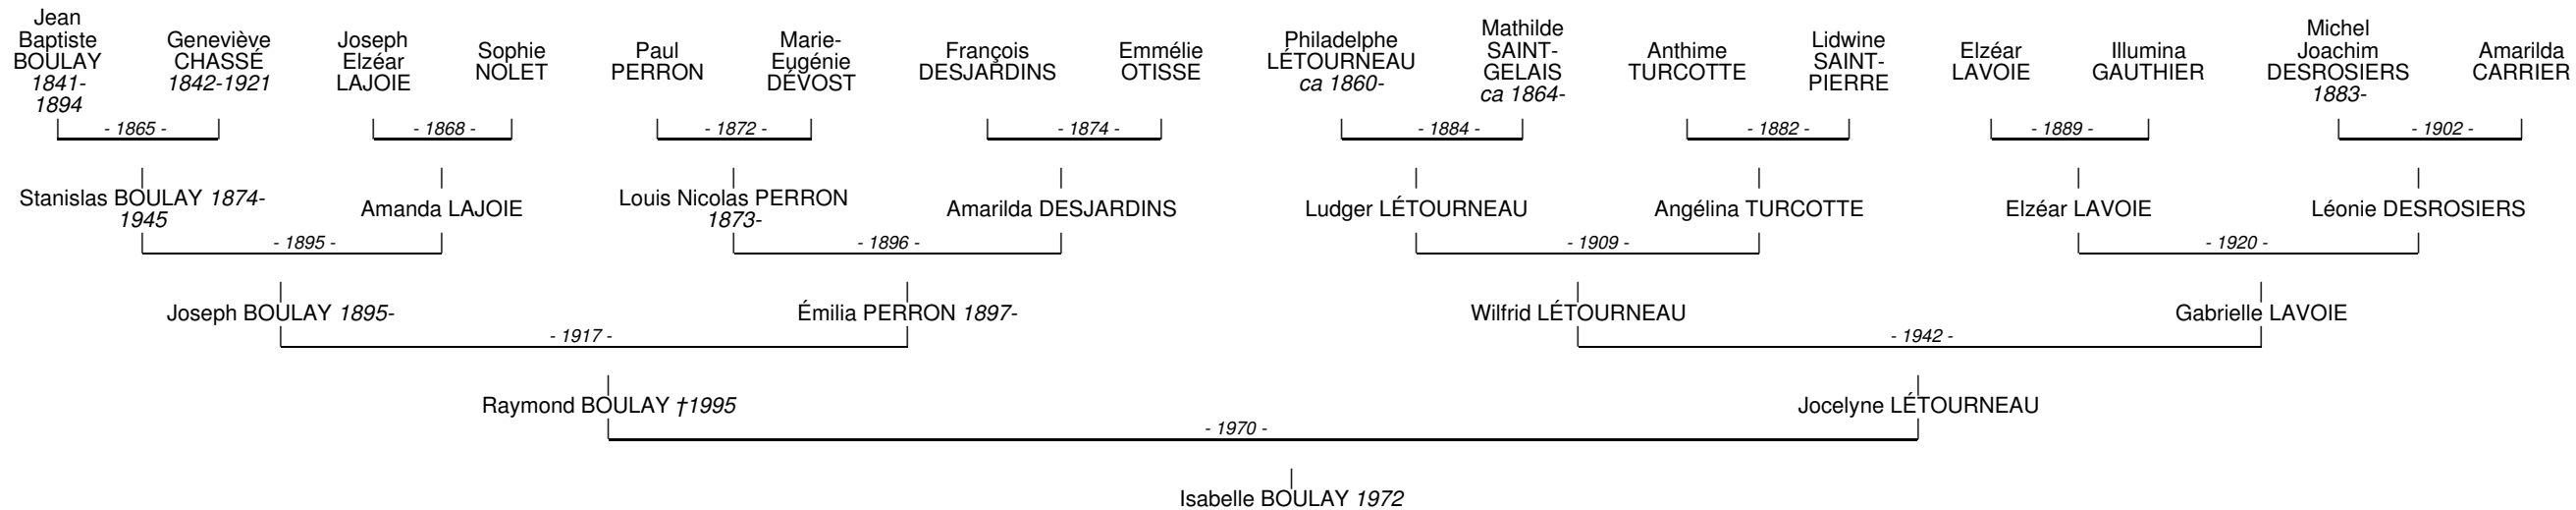 Jean
Baptiste
BOULAY
1841-
1894
Geneviève
CHASSÉ
1842-1921
Joseph
Elzéar
LAJOIE
Sophie
NOLET
Paul
PERRON
Marie-
Eugénie
DEVOST
François
DESJARDINS
Emmélie
OTISSE
Philadelphe
LÉTOURNEAU
ca 1860-
Mathilde
SAINT-
GELAIS
ca 1864-
Anthime
TURCOTTE
Lidwine
SAINT-
PIERRE
Elzéar
LAVOIE
Illumina
GAUTHIER
Michel
Joachim
DESROSIERS
1883-
Amarilda
CARRIER
- 1865 -
- 1868 -
- 1872 -
- 1874 -
- 1884 -
- 1882 -
- 1889 -
- 1902 -
Stanislas BOULAY 1874-
1945
Amanda LAJOIE
Louis Nicolas PERRON
1873-
Amarilda DESJARDINS
Ludger LÉTOURNEAU
Angélina TURCOTTE
Elzéar LAVOIE
Léonie DESROSIERS
- 1895 -
- 1896 -
- 1909 -
- 1920 -
Joseph BOULAY 1895-
Émilia PERRON 1897-
Wilfrid LÉTOURNEAU
Gabrielle LAVOIE
- 1917 -
- 1942 -
Raymond BOULAY †1995
Jocelyne LÉTOURNEAU
- 1970 -
Isabelle BOULAY 1972